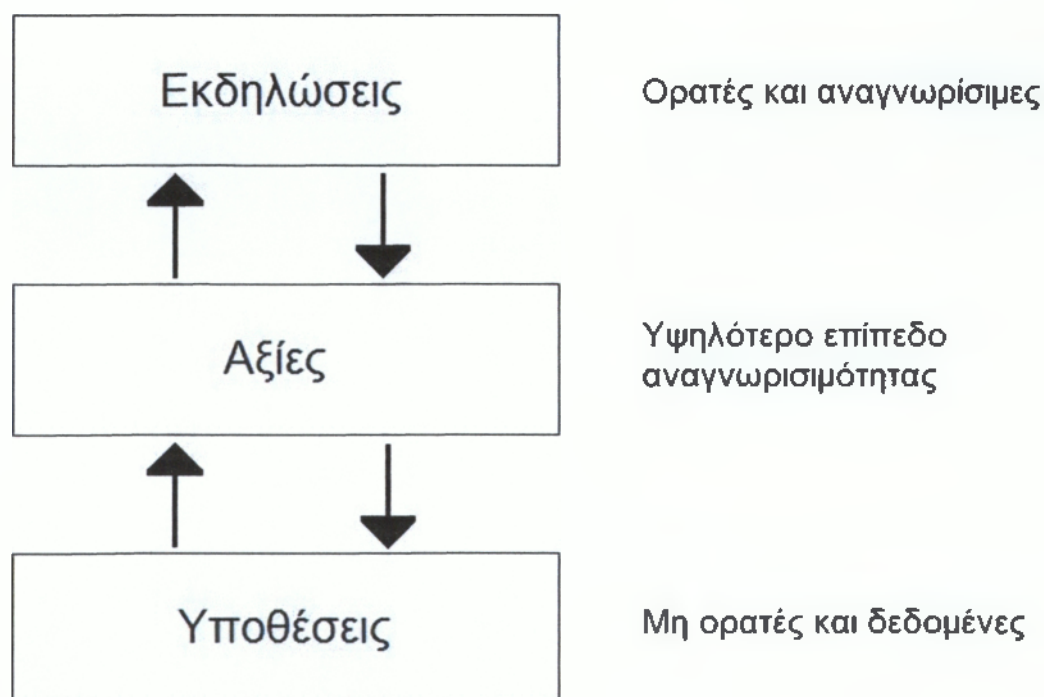 Εκδηλώσεις
Ορατές και αναγνωρίσιμες
Αξίες
Υψηλότερο επίπεδο
αναγνωρισιμότητας
Υποθέσεις
Μη ορατές και δεδομένες